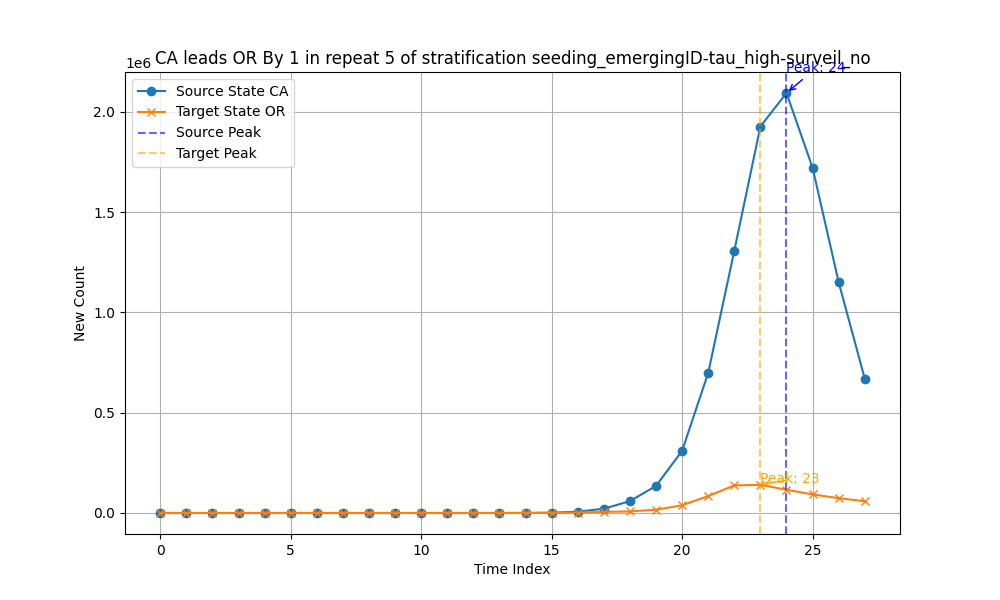 CA leads OR By 1 in repeat 5 of stratification seeding_emergingID-tau_high-surveil_no
1e6
Peak: 24
Source State CA
Target State OR
Source Peak
Target Peak
2.0
1.5
1.0
0.5
0.0
New Count
Peak: 23
0
5
10
15
20
25
Time Index